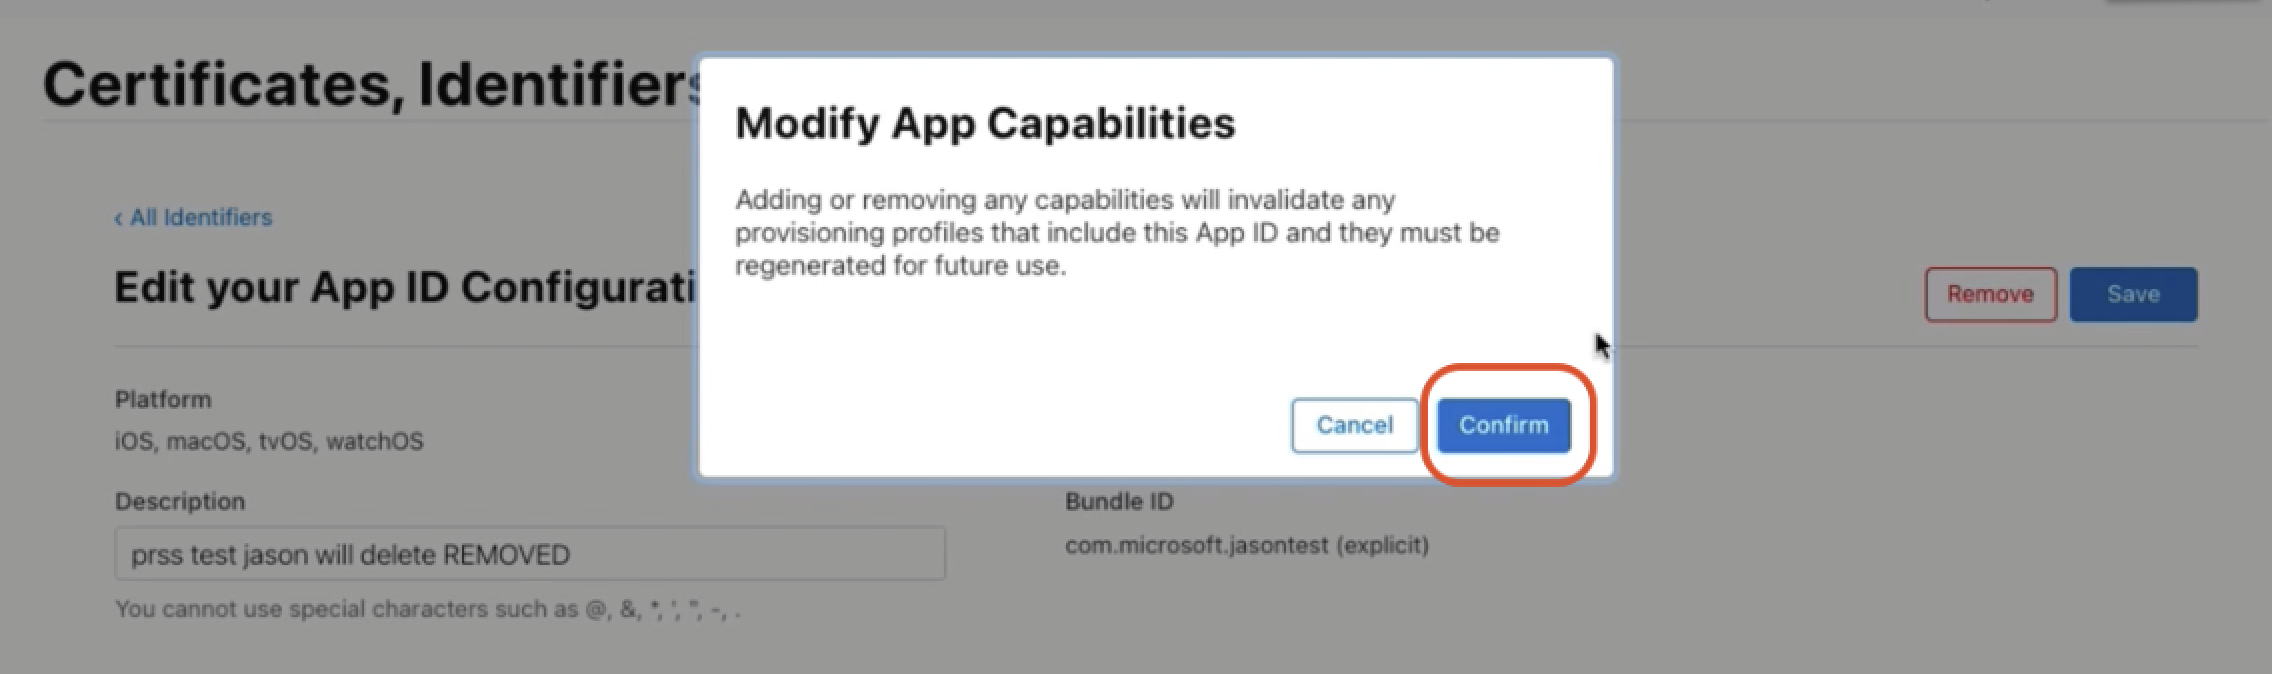 Certificates, Identifiers
Modify App Capabilities
Adding or removing any capabilities will invalidate any
provisioning profiles that include this App ID and they must be
regenerated for future use.
Cancel
Confirm
‹ All Identifiers
Edit your App ID Configurati
Remove
Save
Platform
iOS, macOS, tvOS, watchOS
Description
prss test jason will delete REMOVED
You cannot use special characters such as @, &, *, ', ", -, .
Bundle ID
com.microsoft.jasontest (explicit)